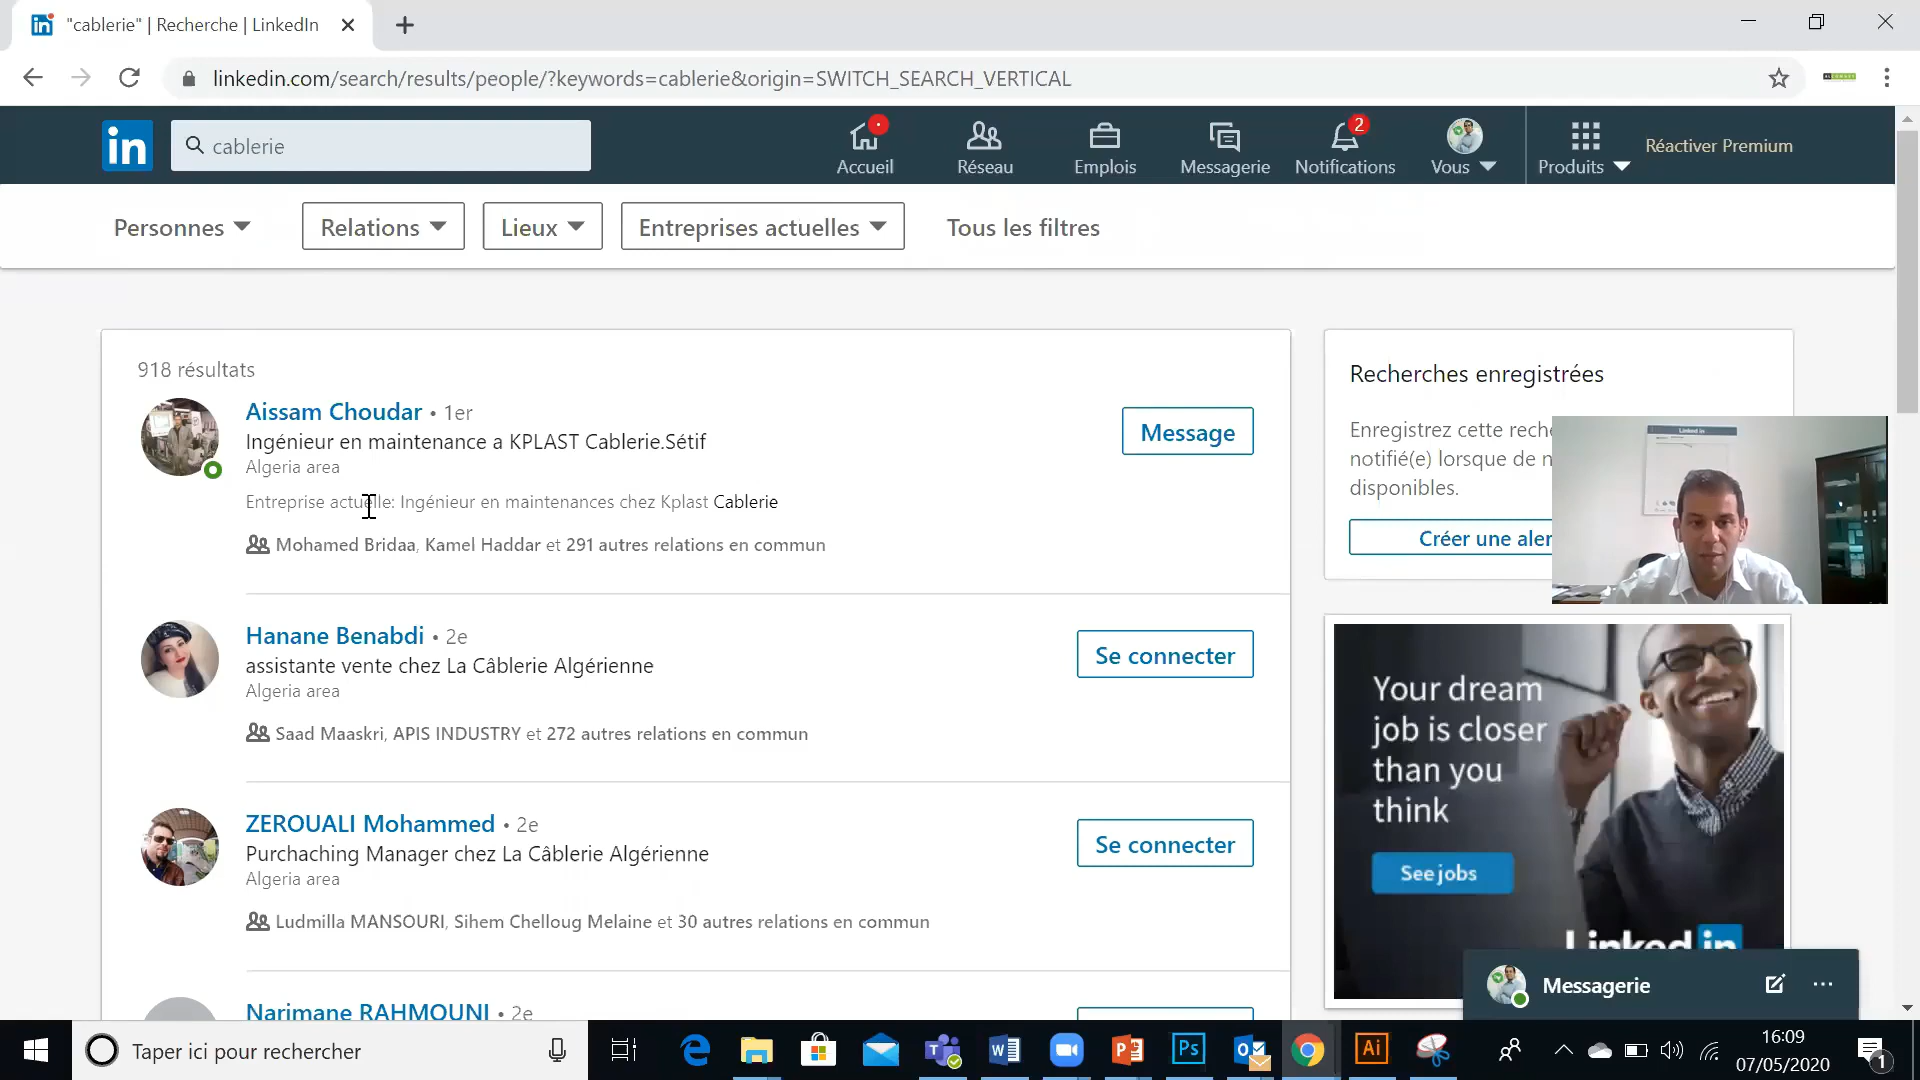 "cablerie" | Recherche | LinkedIn
linkedin.com/search/results/people/?keywords=cablerie&origin=SWITCH_SEARCH_VERTICAL
in
cablerie
Accueil
Réseau
Emplois
Messagerie
2
Notifications
Vous
Produits
Réactiver Premium
Personnes
Relations
Lieux
Entreprises actuelles
Tous les filtres
918 résultats
Aissam Choudar • 1er
Ingénieur en maintenance a KPLAST Cablerie.Sétif
Algeria area
Entreprise actuelle: Ingénieur en maintenances chez Kplast Cablerie
Mohamed Bridaa, Kamel Haddar et 291 autres relations en commun
Message
Hanane Benabdi • 2e
assistante vente chez La Câblerie Algérienne
Algeria area
Saad Maaskri, APIS INDUSTRY et 272 autres relations en commun
Se connecter
ZEROUALI Mohammed • 2e
Purchaching Manager chez La Câblerie Algérienne
Algeria area
Ludmilla MANSOURI, Sihem Chelloug Melaine et 30 autres relations en commun
Se connecter
Narimane RAHMOUNI • 2e
Recherches enregistrées
Enregistrez cette rech
notifié(e) lorsque de n
disponibles.
Créer une aler
Linked in
Your dream
job is closer
than you
think
See jobs
Linked in
Messagerie
Taper ici pour rechercher
16:09
07/05/2020
1